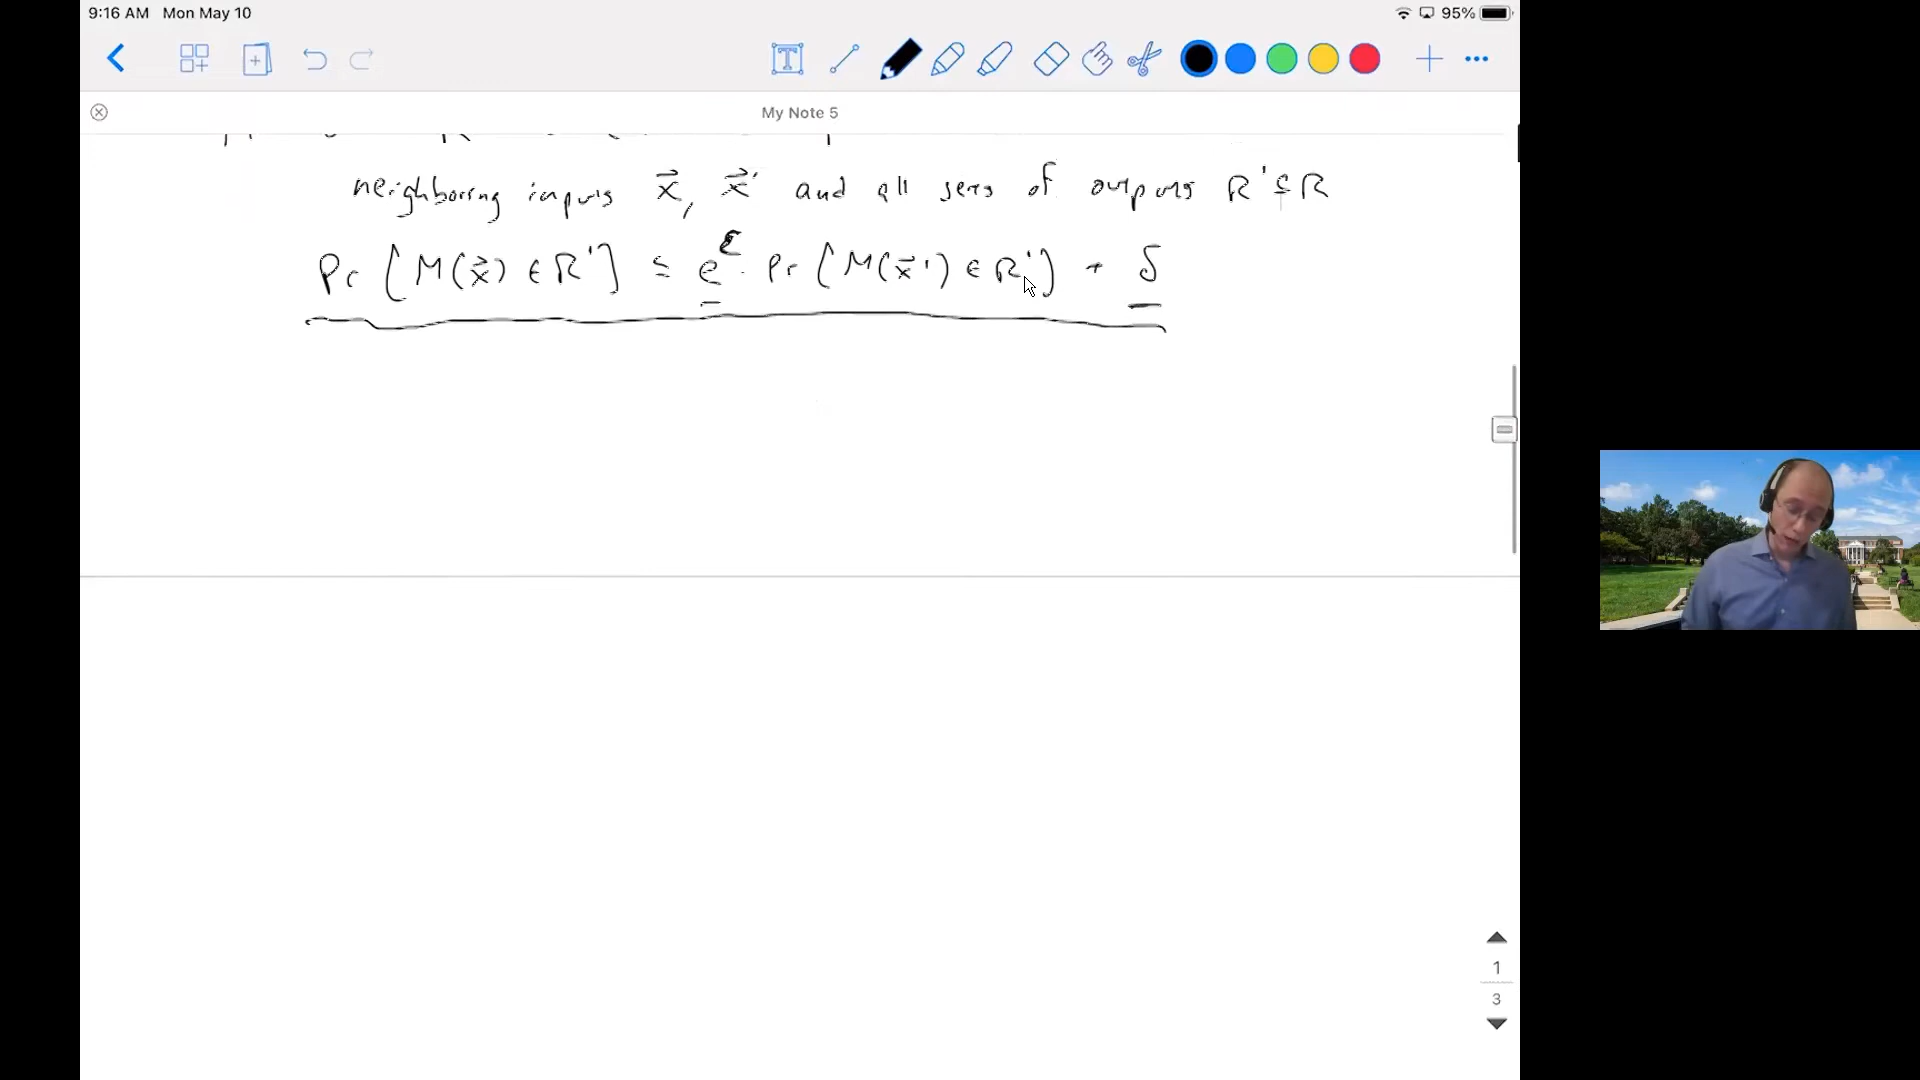 9:16 AM Mon May 10 95%
T
My Note 5
neighboring inputs x⃗, x⃗' and all sets of outputs R' ⊆ R
Pr [M(x⃗) ∈ R'] ≤ e^ε · Pr [M(x⃗') ∈ R'] + δ
1
3